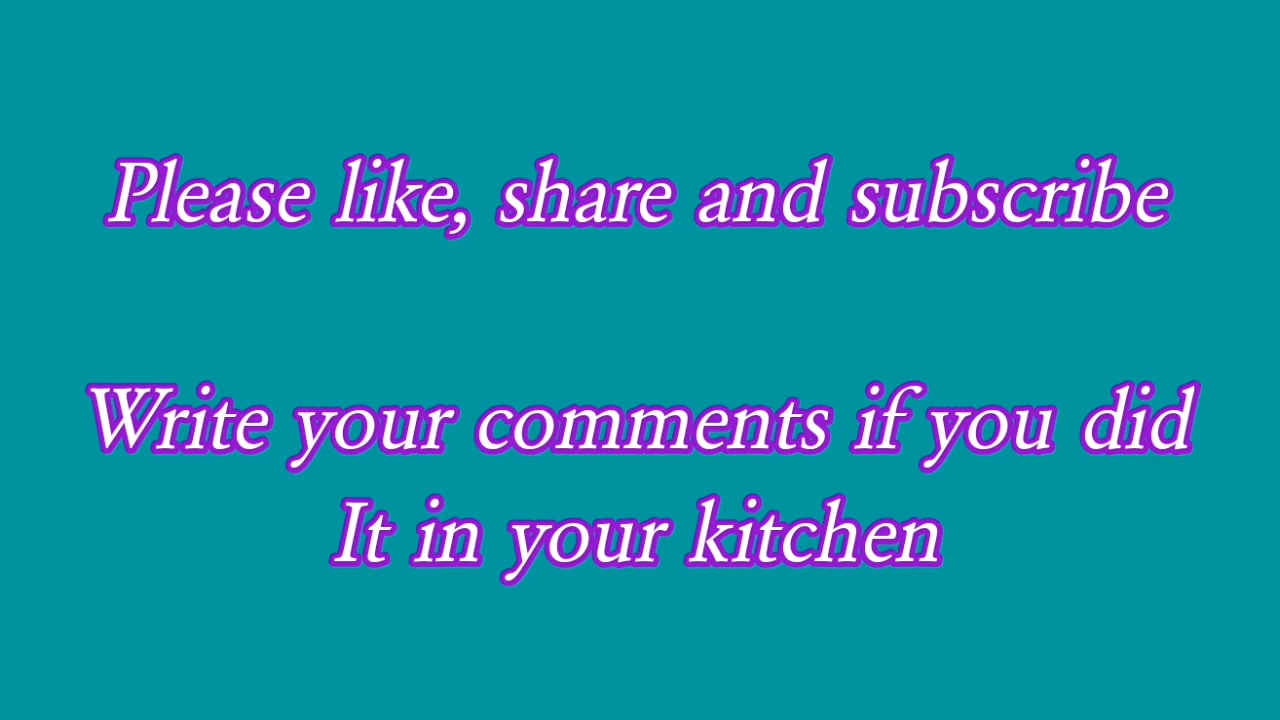 Please like, share and subscribe
Write your comments if you did
It in your kitchen